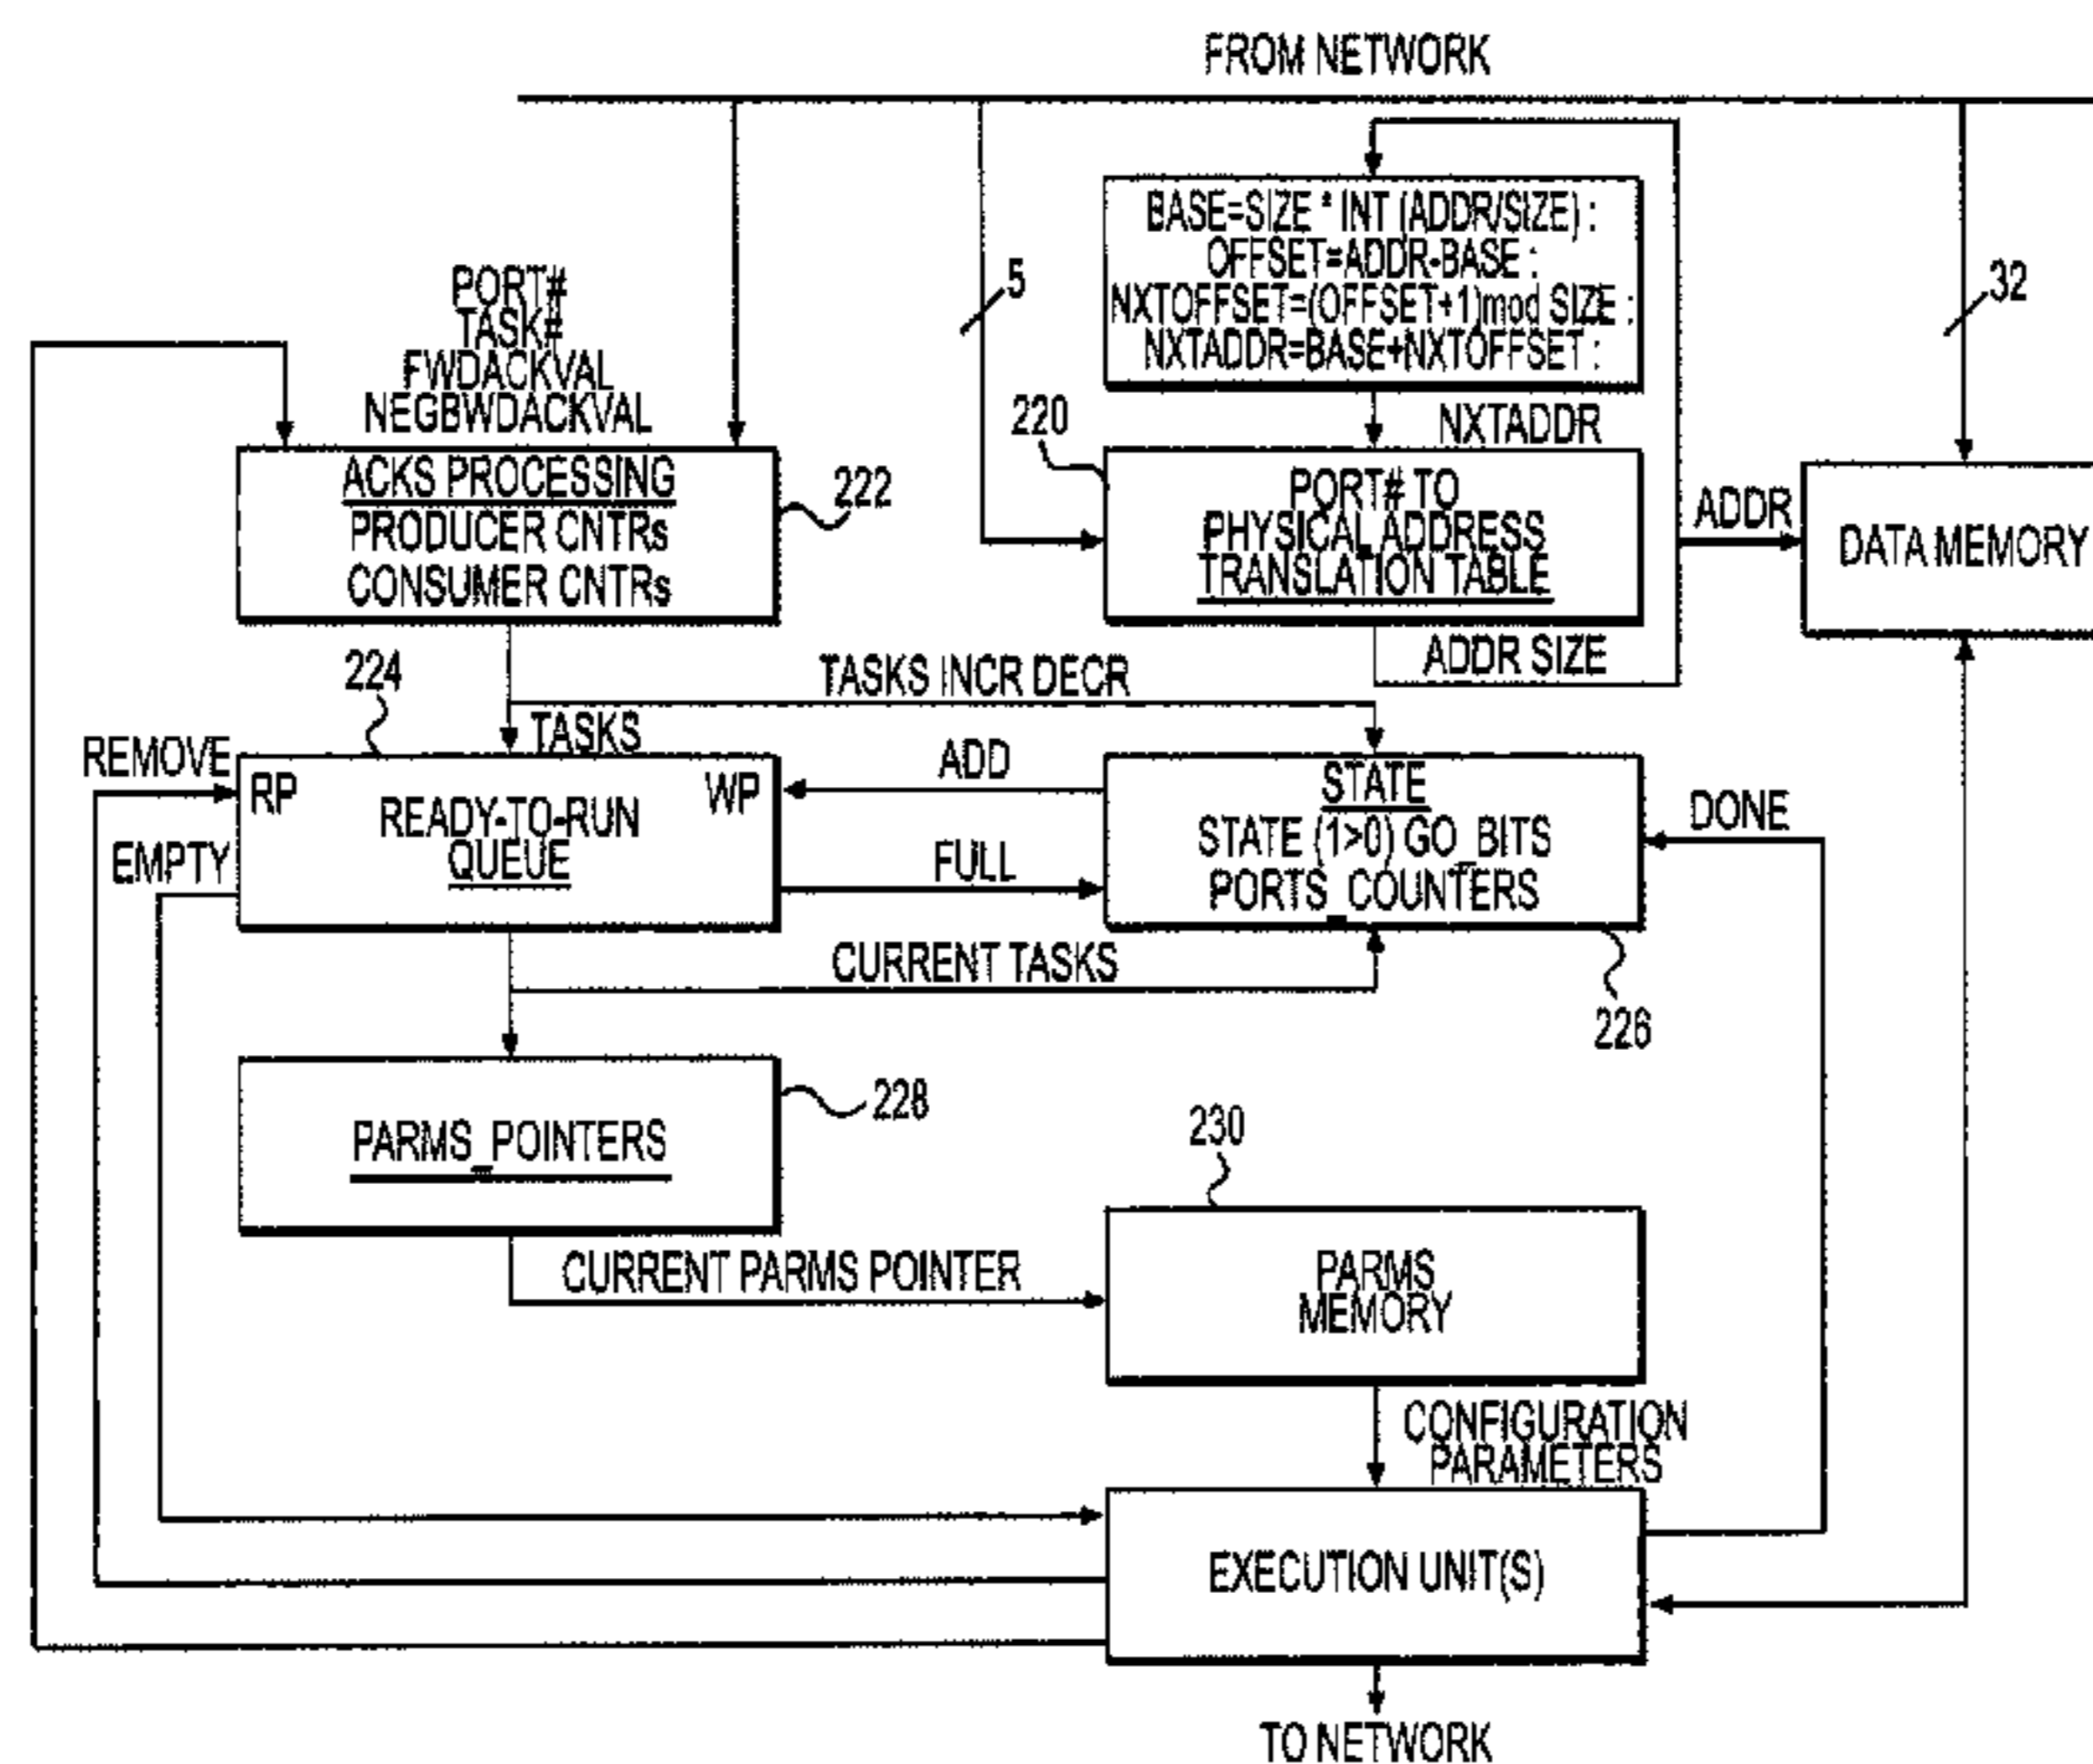 FROM NETWORK
BASE=SIZE * INT (ADDR/SIZE) :
OFFSET=ADDR-BASE :
NXTOFFSET=(OFFSET+1)mod SIZE :
NXTADDR=BASE+NXTOFFSET :
5
32
PORT#
TASK#
FWDACKVAL
NEGBWDACKVAL
220
NXTADDR
ACKS PROCESSING
PRODUCER CNTRs
CONSUMER CNTRs
222
PORT# TO
PHYSICAL ADDRESS
TRANSLATION TABLE
ADDR
DATA MEMORY
224
TASKS INCR DECR
ADDR SIZE
TASKS
REMOVE
RP
WP
READY-TO-RUN
QUEUE
EMPTY
ADD
FULL
STATE
STATE (1>0) GO_BITS
PORTS_COUNTERS
DONE
CURRENT TASKS
226
228
PARMS_POINTERS
230
CURRENT PARMS POINTER
PARMS
MEMORY
CONFIGURATION
PARAMETERS
EXECUTION UNIT(S)
TO NETWORK